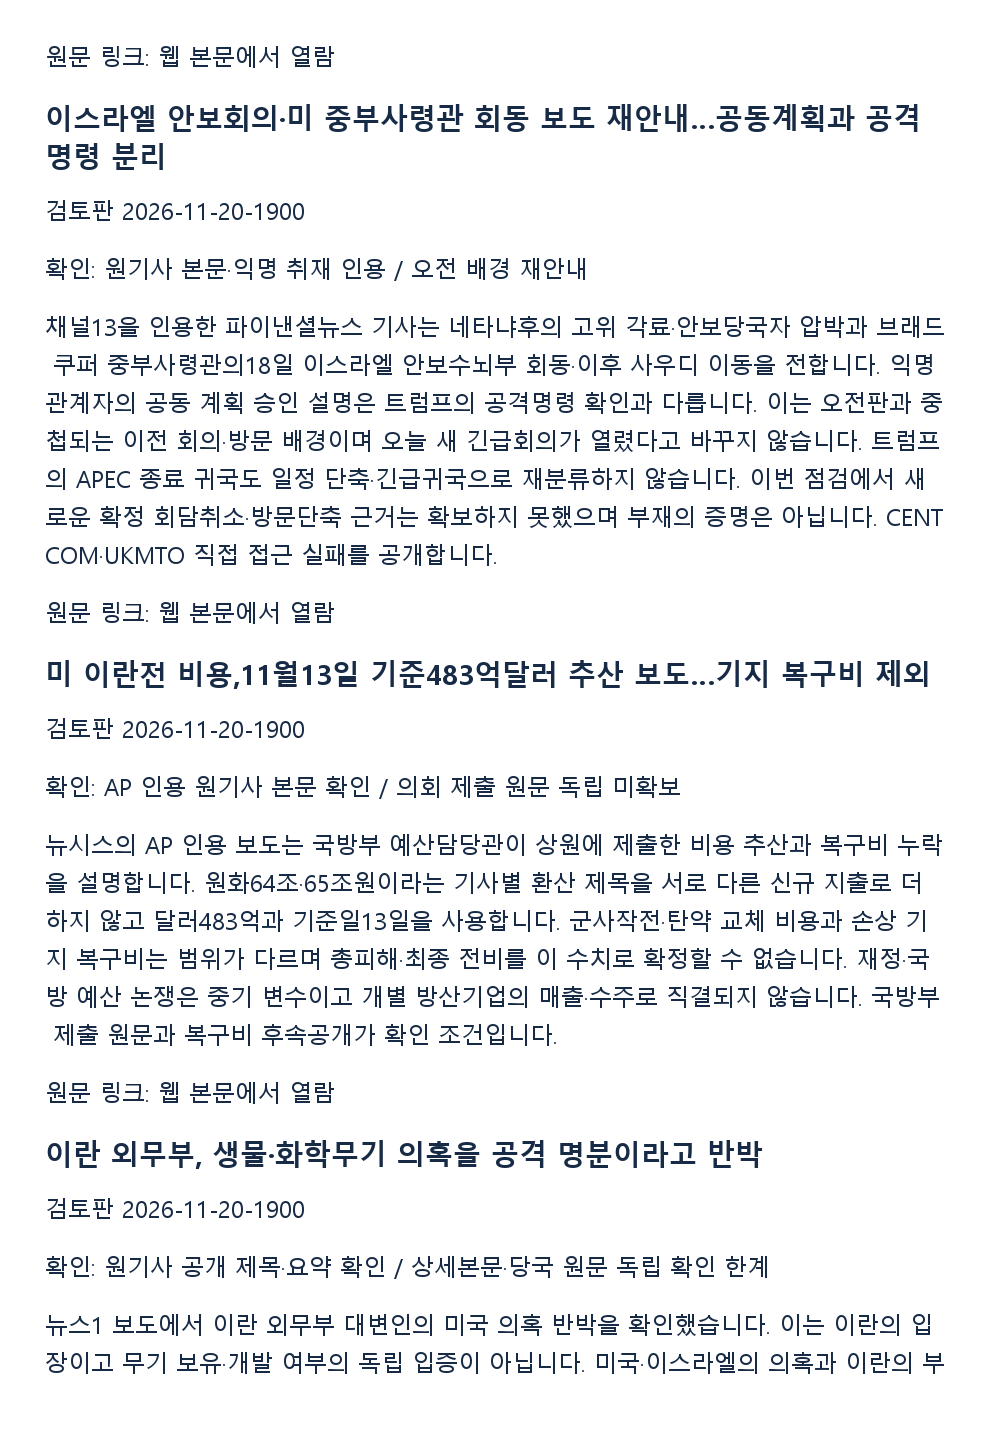 원문 링크: 웹 본문에서 열람
이스라엘 안보회의·미 중부사령관 회동 보도 재안내...공동계획과 공격
명령 분리
검토판 2026-11-20-1900
확인: 원기사 본문·익명 취재 인용 / 오전 배경 재안내
채널13을 인용한 파이낸셜뉴스 기사는 네타냐후의 고위 각료·안보당국자 압박과 브래드
쿠퍼 중부사령관의18일 이스라엘 안보수뇌부 회동·이후 사우디 이동을 전합니다. 익명
관계자의 공동 계획 승인 설명은 트럼프의 공격명령 확인과 다릅니다. 이는 오전판과 중
첩되는 이전 회의·방문 배경이며 오늘 새 긴급회의가 열렸다고 바꾸지 않습니다. 트럼프
의 APEC 종료 귀국도 일정 단축·긴급귀국으로 재분류하지 않습니다. 이번 점검에서 새
로운 확정 회담취소·방문단축 근거는 확보하지 못했으며 부재의 증명은 아닙니다. CENT
COM·UKMTO 직접 접근 실패를 공개합니다.
원문 링크: 웹 본문에서 열람
미 이란전 비용,11월13일 기준483억달러 추산 보도...기지 복구비 제외
검토판 2026-11-20-1900
확인: AP 인용 원기사 본문 확인 / 의회 제출 원문 독립 미확보
뉴시스의 AP 인용 보도는 국방부 예산담당관이 상원에 제출한 비용 추산과 복구비 누락
을 설명합니다. 원화64조·65조원이라는 기사별 환산 제목을 서로 다른 신규 지출로 더
하지 않고 달러483억과 기준일13일을 사용합니다. 군사작전·탄약 교체 비용과 손상 기
지 복구비는 범위가 다르며 총피해·최종 전비를 이 수치로 확정할 수 없습니다. 재정·국
방 예산 논쟁은 중기 변수이고 개별 방산기업의 매출·수주로 직결되지 않습니다. 국방부
제출 원문과 복구비 후속공개가 확인 조건입니다.
원문 링크: 웹 본문에서 열람
이란 외무부, 생물·화학무기 의혹을 공격 명분이라고 반박
검토판 2026-11-20-1900
확인: 원기사 공개 제목·요약 확인 / 상세본문·당국 원문 독립 확인 한계
뉴스1 보도에서 이란 외무부 대변인의 미국 의혹 반박을 확인했습니다. 이는 이란의 입
장이고 무기 보유·개발 여부의 독립 입증이 아닙니다. 미국·이스라엘의 의혹과 이란의 부